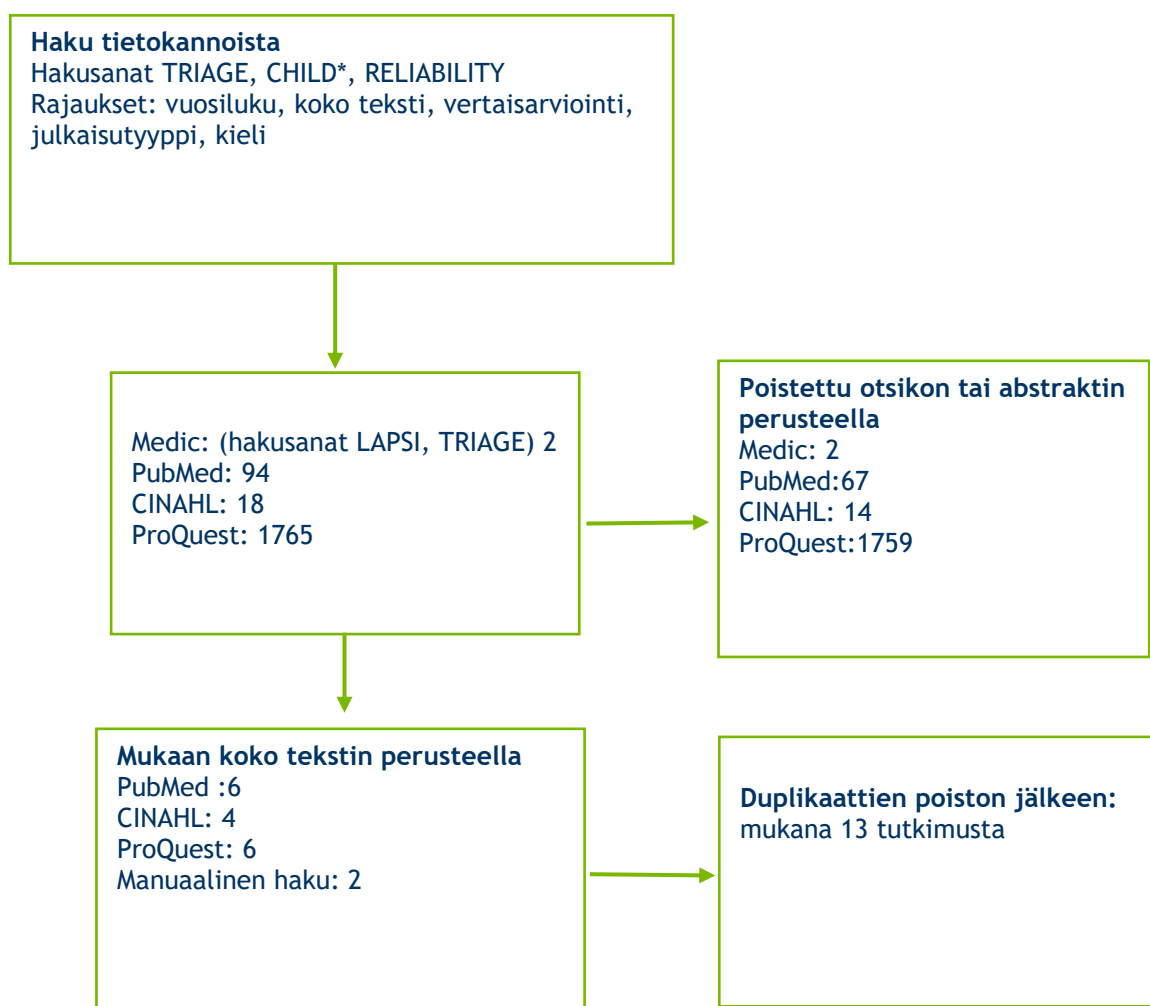 Haku tietokannoista
Hakusanat TRIAGE, CHILD*, RELIABILITY
Rajaukset: vuosiluku, koko teksti, vertaisarviointi,
julkaisutyyppi, kieli
Medic: (hakusanat LAPSI, TRIAGE) 2
PubMed: 94
CINAHL: 18
ProQuest: 1765
Poistettu otsikon tai abstraktin
perusteella
Medic: 2
PubMed:67
CINAHL: 14
ProQuest:1759
Mukaan koko tekstin perusteella
PubMed :6
CINAHL: 4
ProQuest: 6
Manuaalinen haku: 2
Duplikaattien poiston jälkeen:
mukana 13 tutkimusta